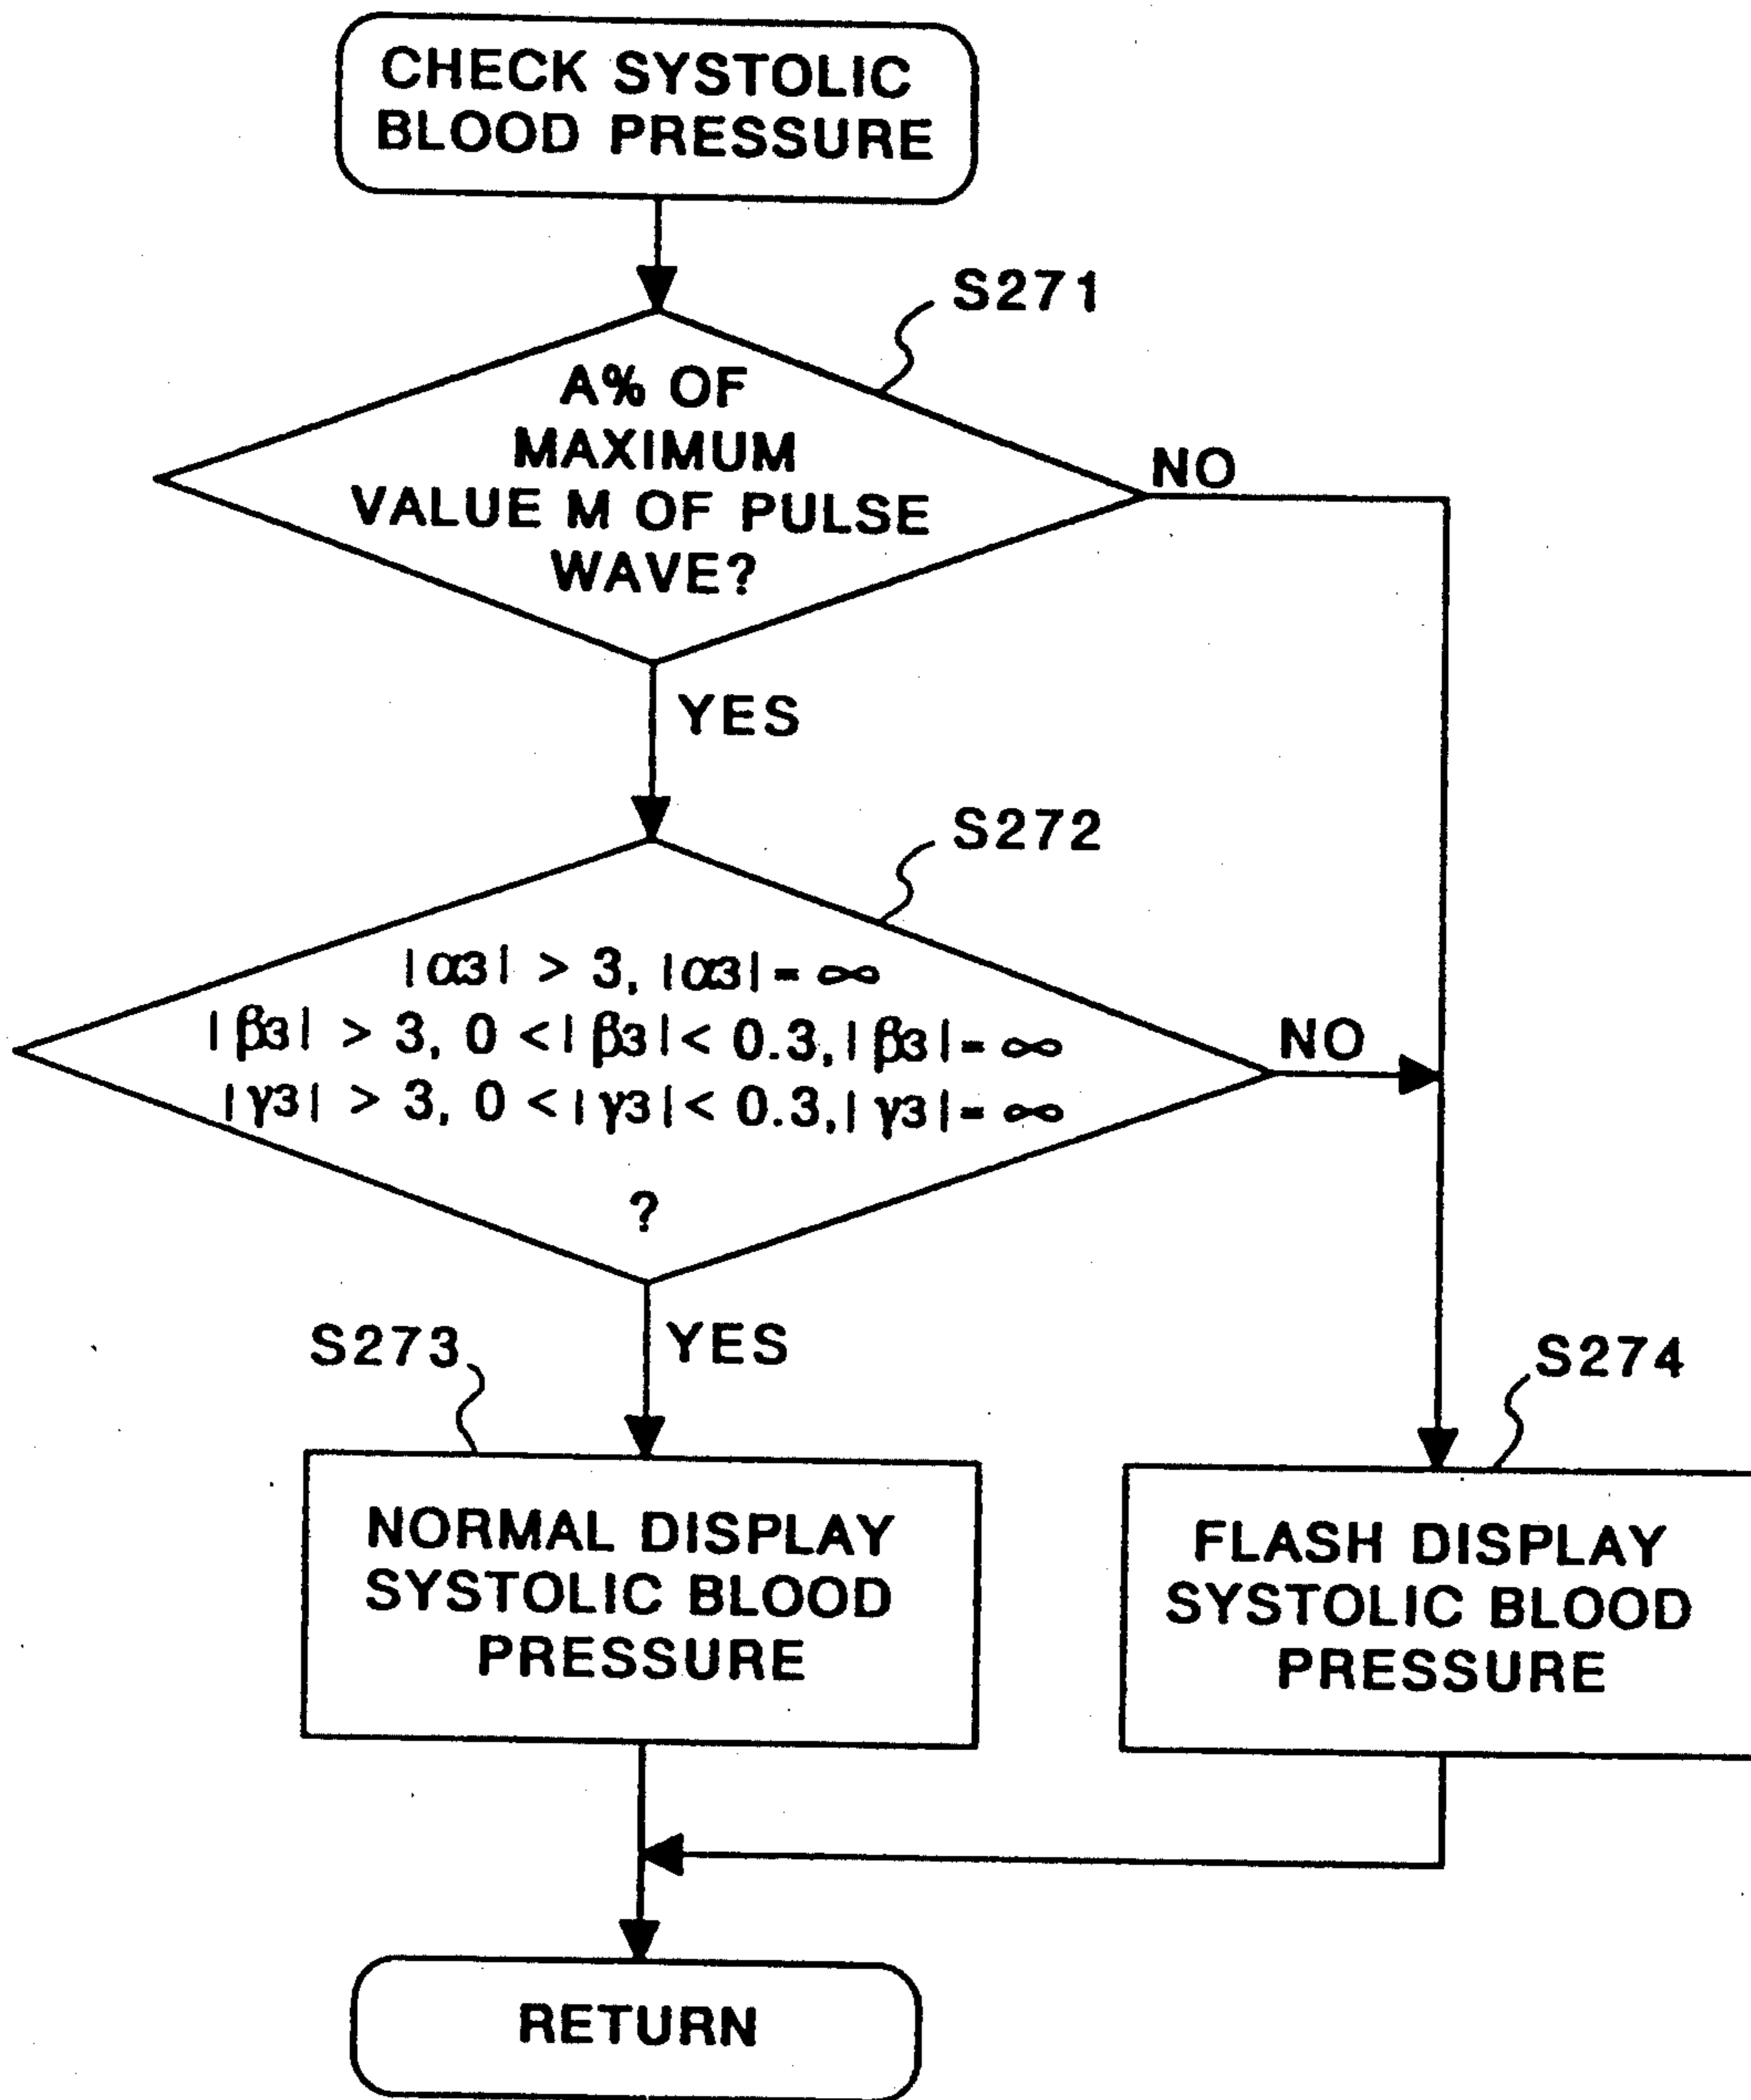 CHECK SYSTOLIC
BLOOD PRESSURE
S271
A% OF
MAXIMUM
VALUE M OF PULSE
WAVE?
NO
YES
S272
|α3| > 3, |α3| = ∞
|β3| > 3, 0 < |β3| < 0.3, |β3| = ∞
|γ3| > 3, 0 < |γ3| < 0.3, |γ3| = ∞
?
NO
YES
S273
S274
NORMAL DISPLAY
SYSTOLIC BLOOD
PRESSURE
FLASH DISPLAY
SYSTOLIC BLOOD
PRESSURE
RETURN